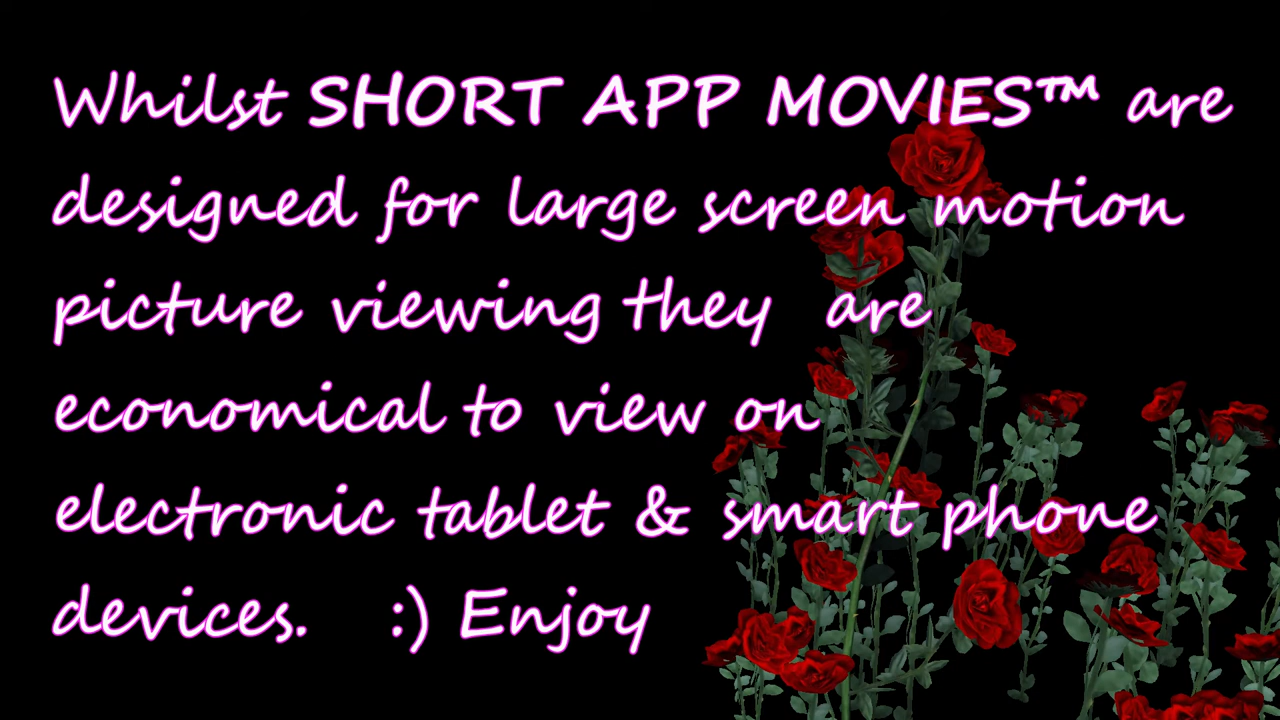 Whilst SHORT APP MOVIES™ are
designed for large screen motion
picture viewing they are
economical to view on
electronic tablet & smart phone
devices. :) Enjoy